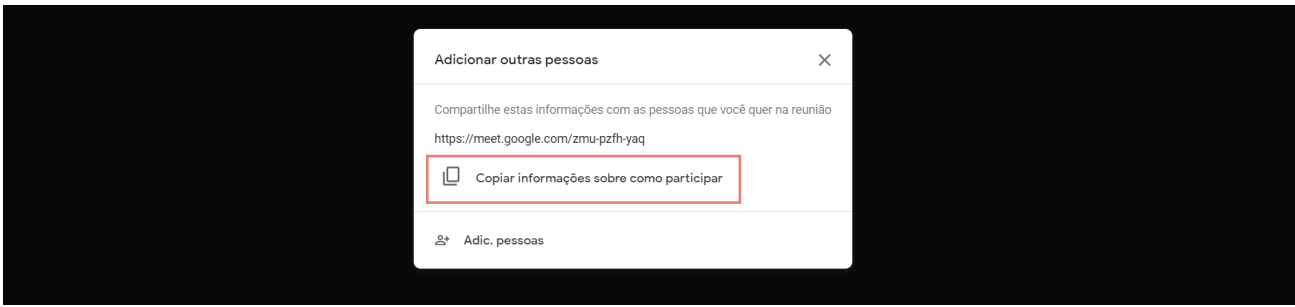 Adicionar outras pessoas
Compartilhe estas informações com as pessoas que você quer na reunião
https://meet.google.com/zmu-pzfh-yaq
Copiar informações sobre como participar
Adic. pessoas